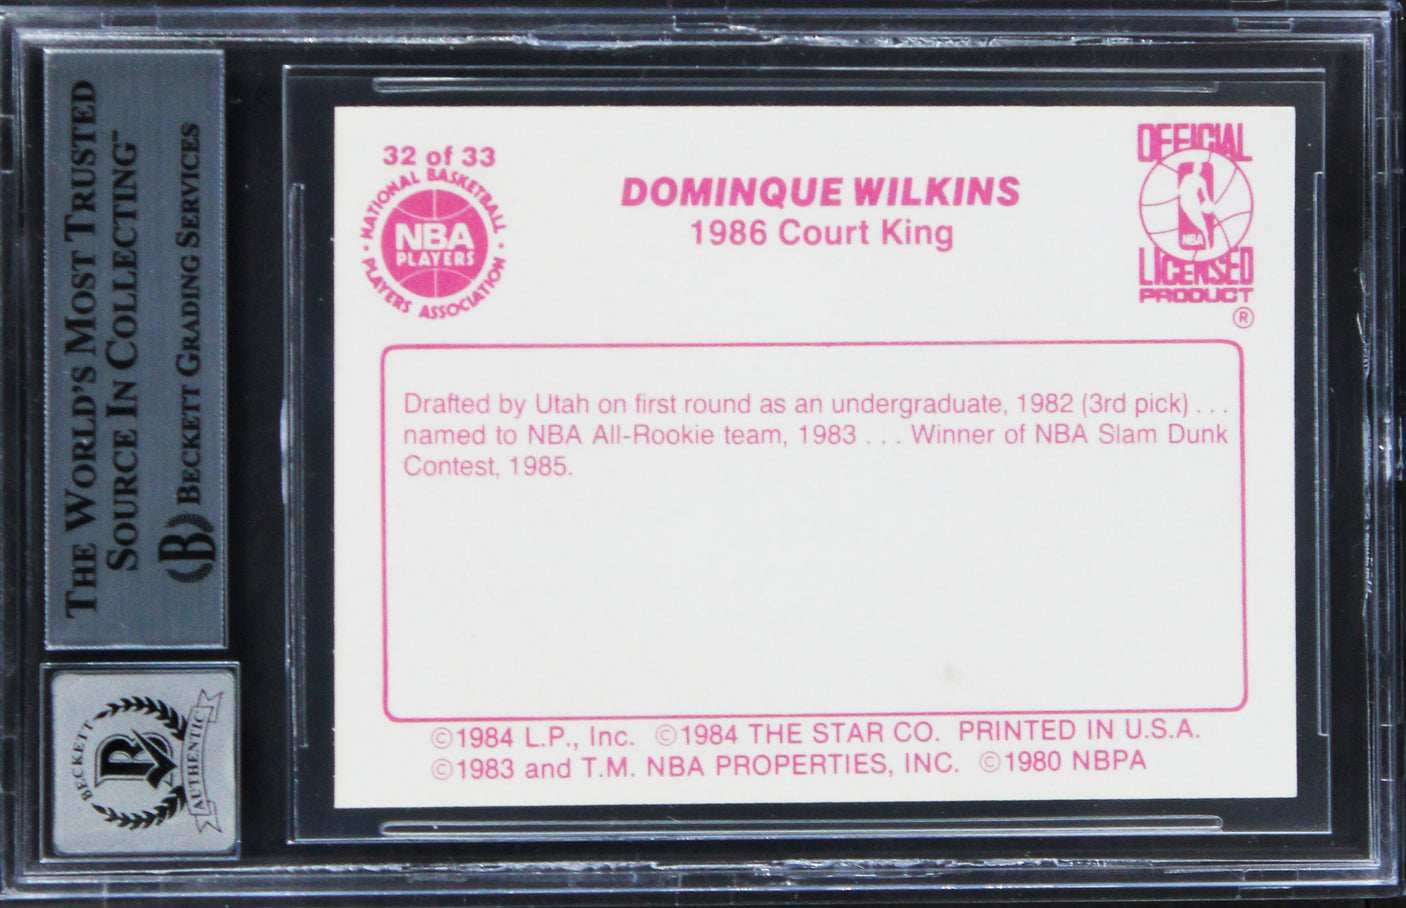 THE WORLD'S MOST TRUSTED
SOURCE IN COLLECTING™
BECKETT GRADING SERVICES
B
BECKETT
B
AUTHENTIC
32 of 33
NATIONAL BASKETBALL
NBA
PLAYERS
PLAYERS ASSOCIATION
DOMINQUE WILKINS
1986 Court King
OFFICIAL
NBA
LICENSED
PRODUCT
®
Drafted by Utah on first round as an undergraduate, 1982 (3rd pick) . . .
named to NBA All-Rookie team, 1983 . . . Winner of NBA Slam Dunk
Contest, 1985.
©1984 L.P., Inc. ©1984 THE STAR CO. PRINTED IN U.S.A.
©1983 and T.M. NBA PROPERTIES, INC. ©1980 NBPA